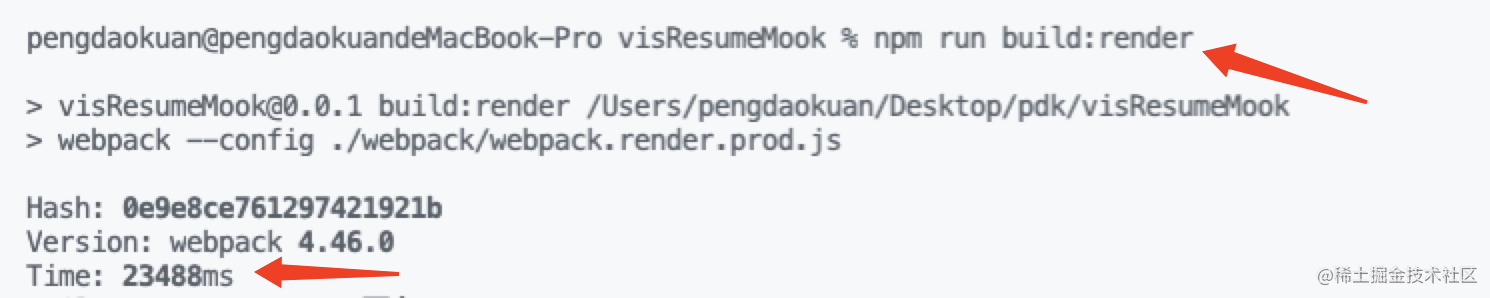 pengdaokuan@pengdaokuandeMacBook-Pro visResumeMook % npm run build:render
> visResumeMook@0.0.1 build:render /Users/pengdaokuan/Desktop/pdk/visResumeMook
> webpack --config ./webpack/webpack.render.prod.js
Hash: 0e9e8ce761297421921b
Version: webpack 4.46.0
Time: 23488ms
@稀土掘金技术社区